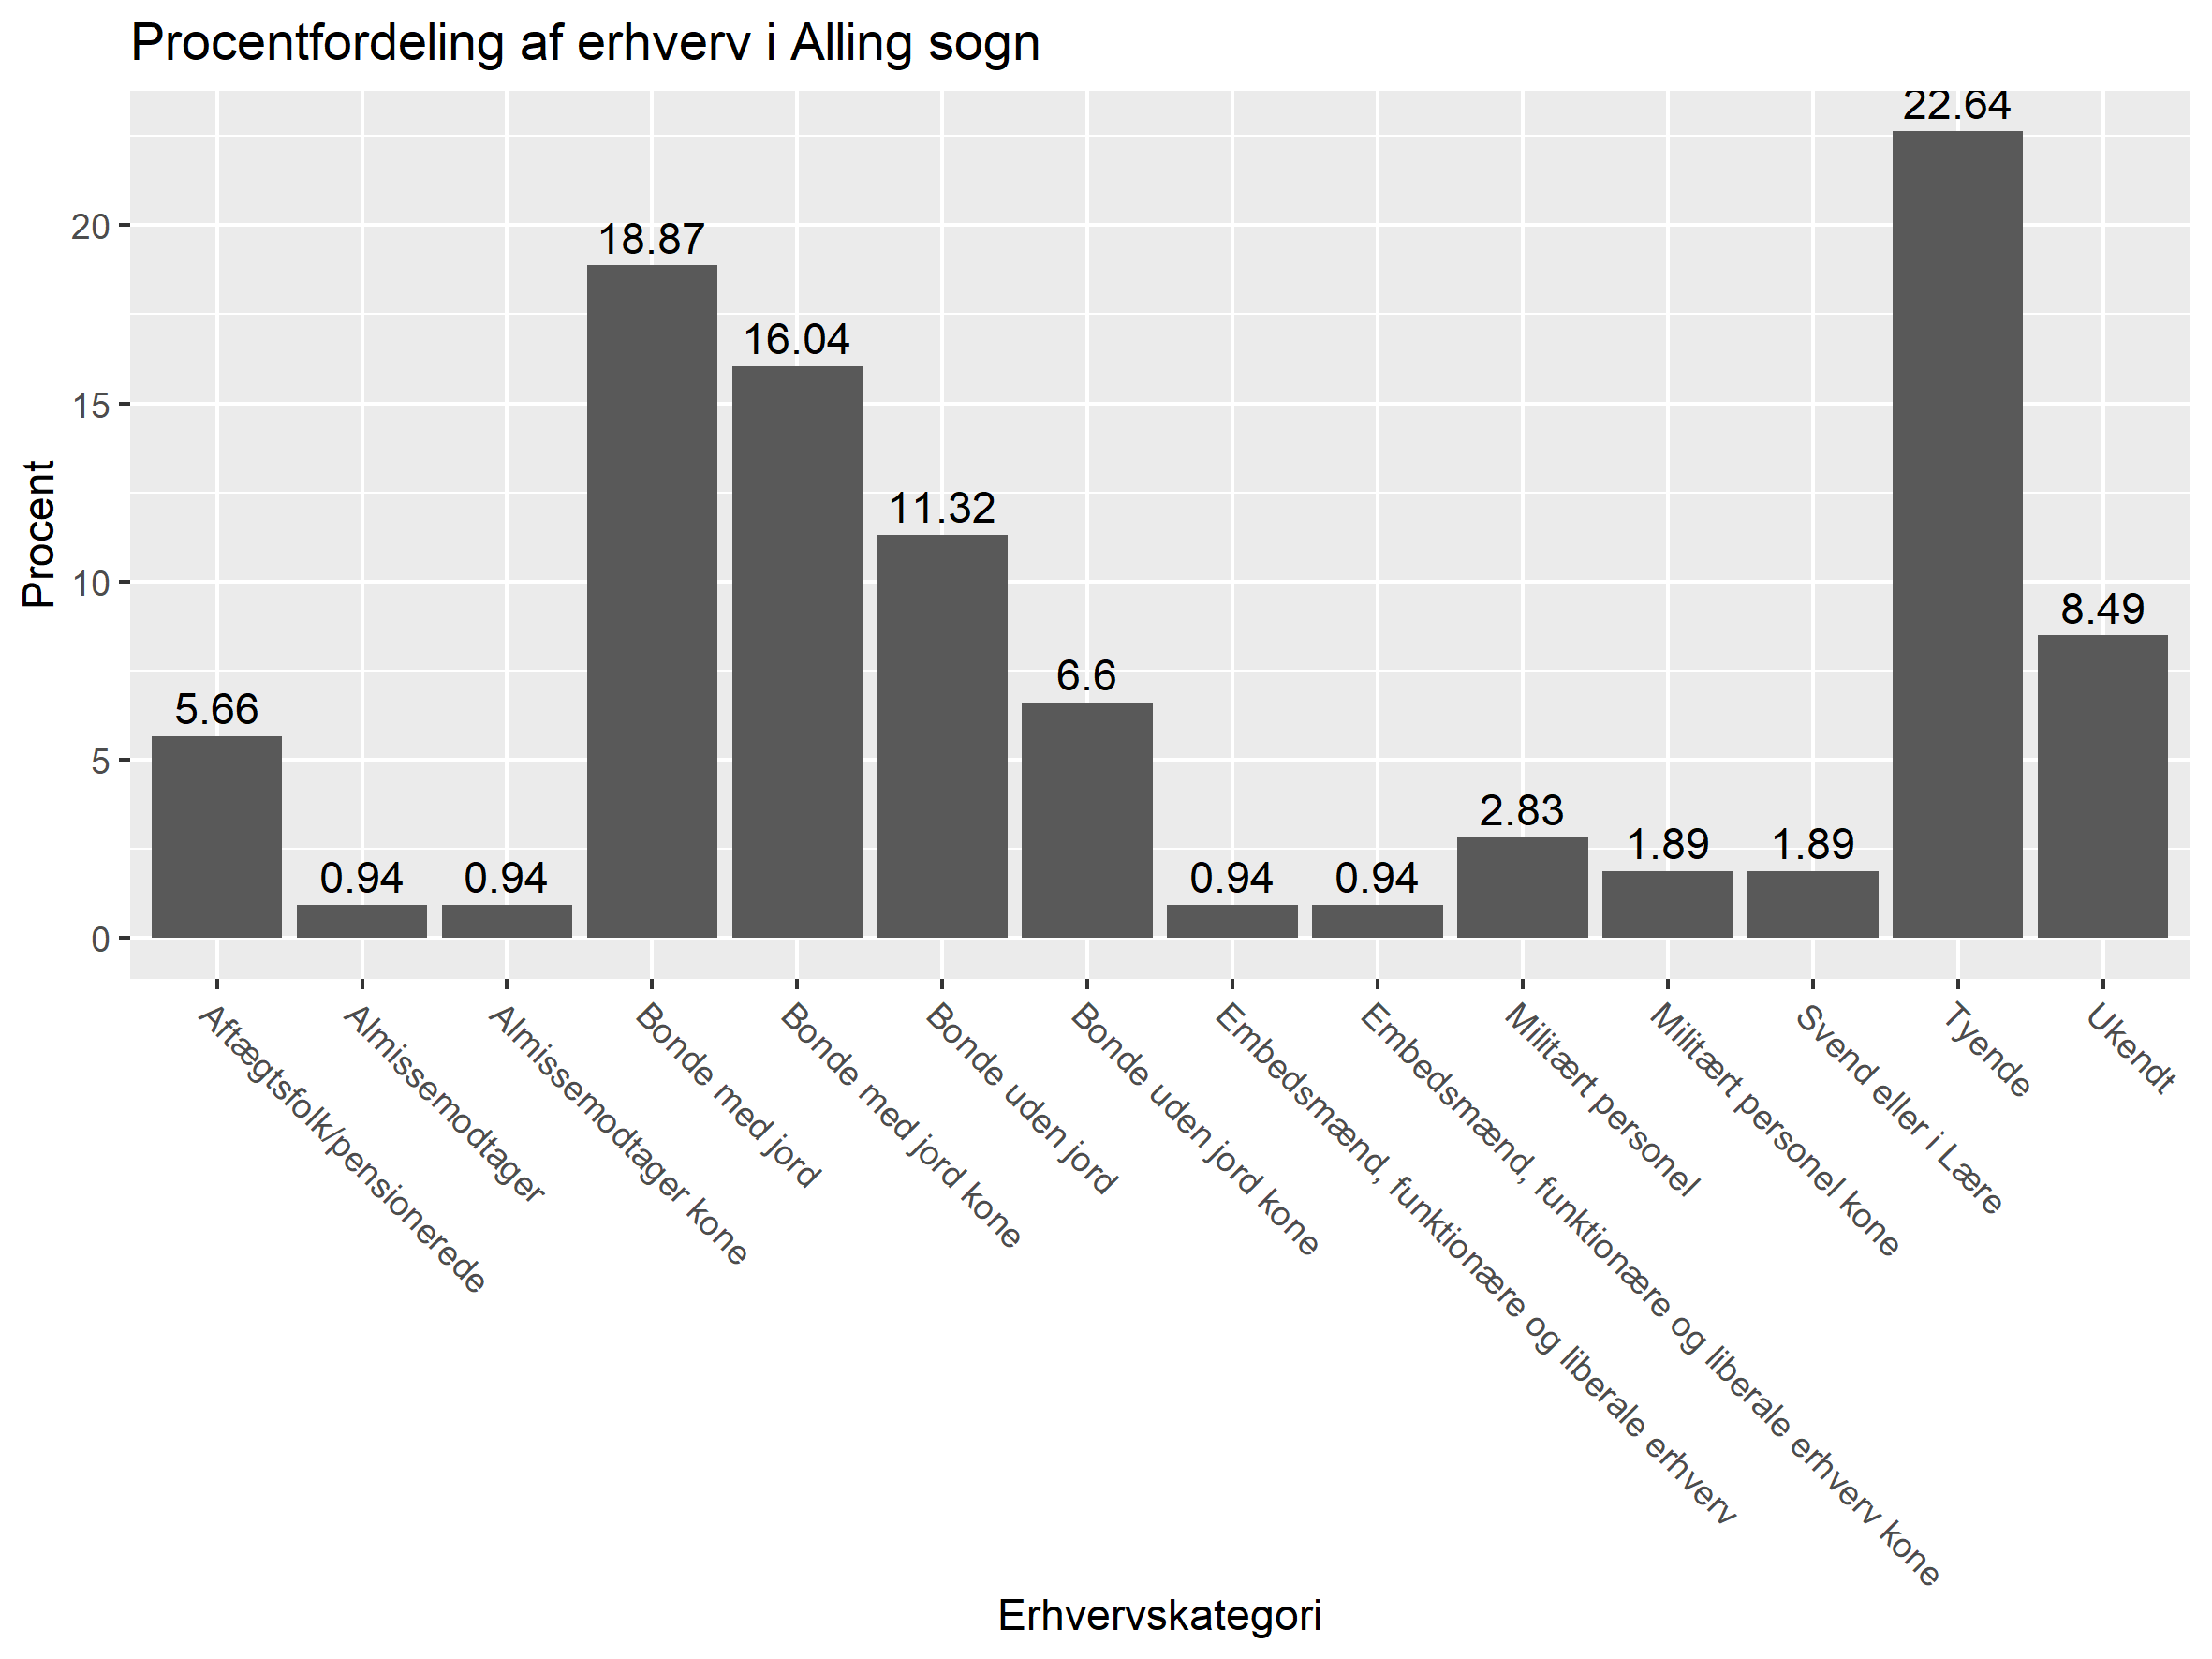 Procentfordeling af erhverv i Alling sogn
22.64
20
18.87
16.04
15
11.32
10
8.49
6.6
5.66
5
2.83
1.89
1.89
0.94
0.94
0.94
0.94
0
Procent
Aftægtsfolk/pensionerede
Almissemodtager
Almissemodtager kone
Bonde med jord
Bonde med jord kone
Bonde uden jord
Bonde uden jord kone
Embedsmænd, funktionære og liberale erhverv
Embedsmænd, funktionære og liberale erhverv kone
Militært personel
Militært personel kone
Svend eller i Lære
Tyende
Ukendt
Erhvervskategori